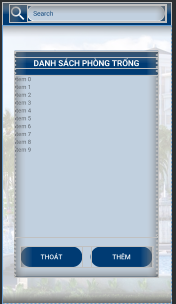 Search
DANH SÁCH PHÒNG TRỐNG
Item 0
Item 1
Item 2
Item 3
Item 4
Item 5
Item 6
Item 7
Item 8
Item 9
THOÁT THÊM